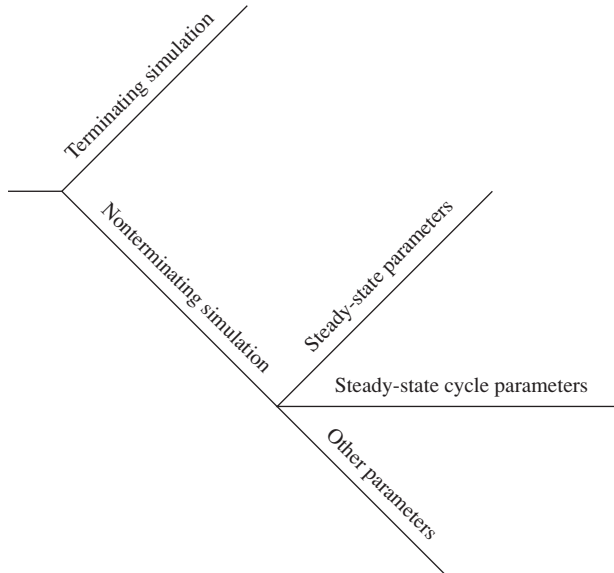 Terminating simulation
Nonterminating simulation
Steady-state parameters
Steady-state cycle parameters
Other parameters